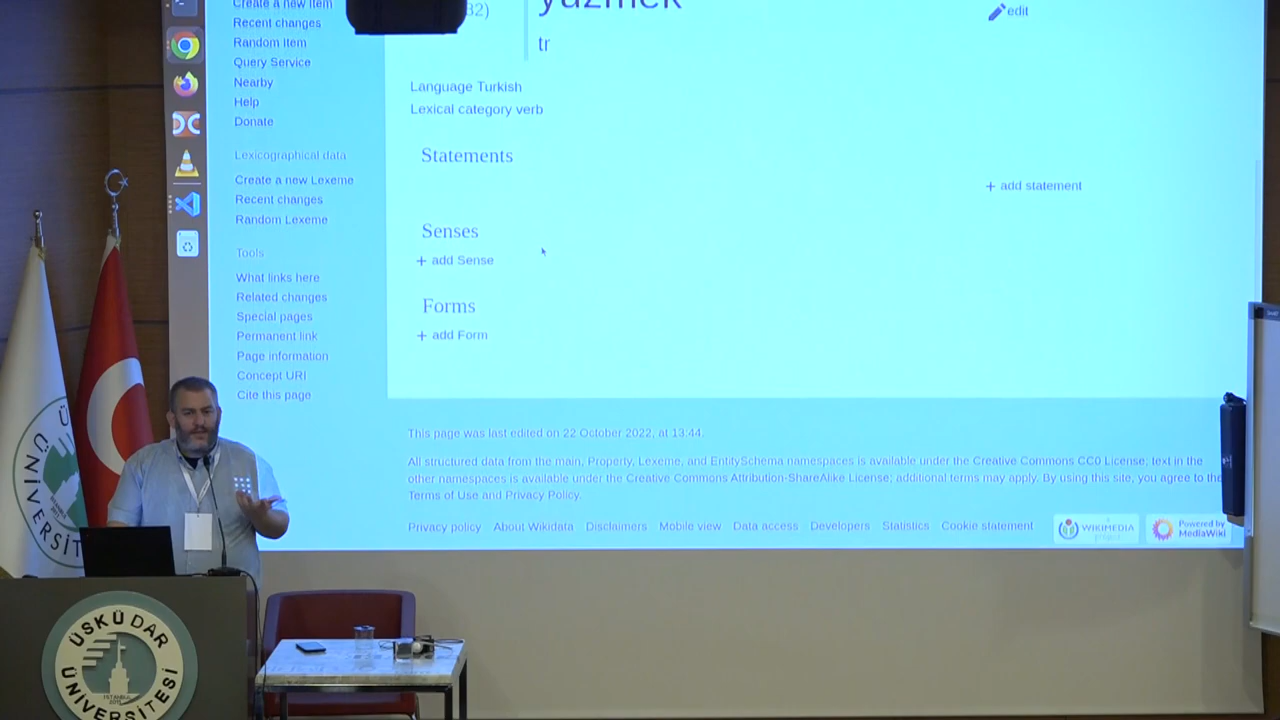 Create a new Item
Recent changes
Random Item
Query Service
Nearby
Help
Donate
Lexicographical data
Create a new Lexeme
Recent changes
Random Lexeme
Tools
What links here
Related changes
Special pages
Permanent link
Page information
Concept URI
Cite this page
yüzmek
tr
edit
Language Turkish
Lexical category verb
Statements
+ add statement
Senses
+ add Sense
Forms
+ add Form
This page was last edited on 22 October 2022, at 13:44.
All structured data from the main, Property, Lexeme, and EntitySchema namespaces is available under the Creative Commons CC0 License; text in the
other namespaces is available under the Creative Commons Attribution-ShareAlike License; additional terms may apply. By using this site, you agree to the
Terms of Use and Privacy Policy.
Privacy policy About Wikidata Disclaimers Mobile view Data access Developers Statistics Cookie statement
A
WIKIMEDIA
project
Powered by
MediaWiki
ÜSKÜDAR
ÜNİVERSİTESİ
İSTANBUL